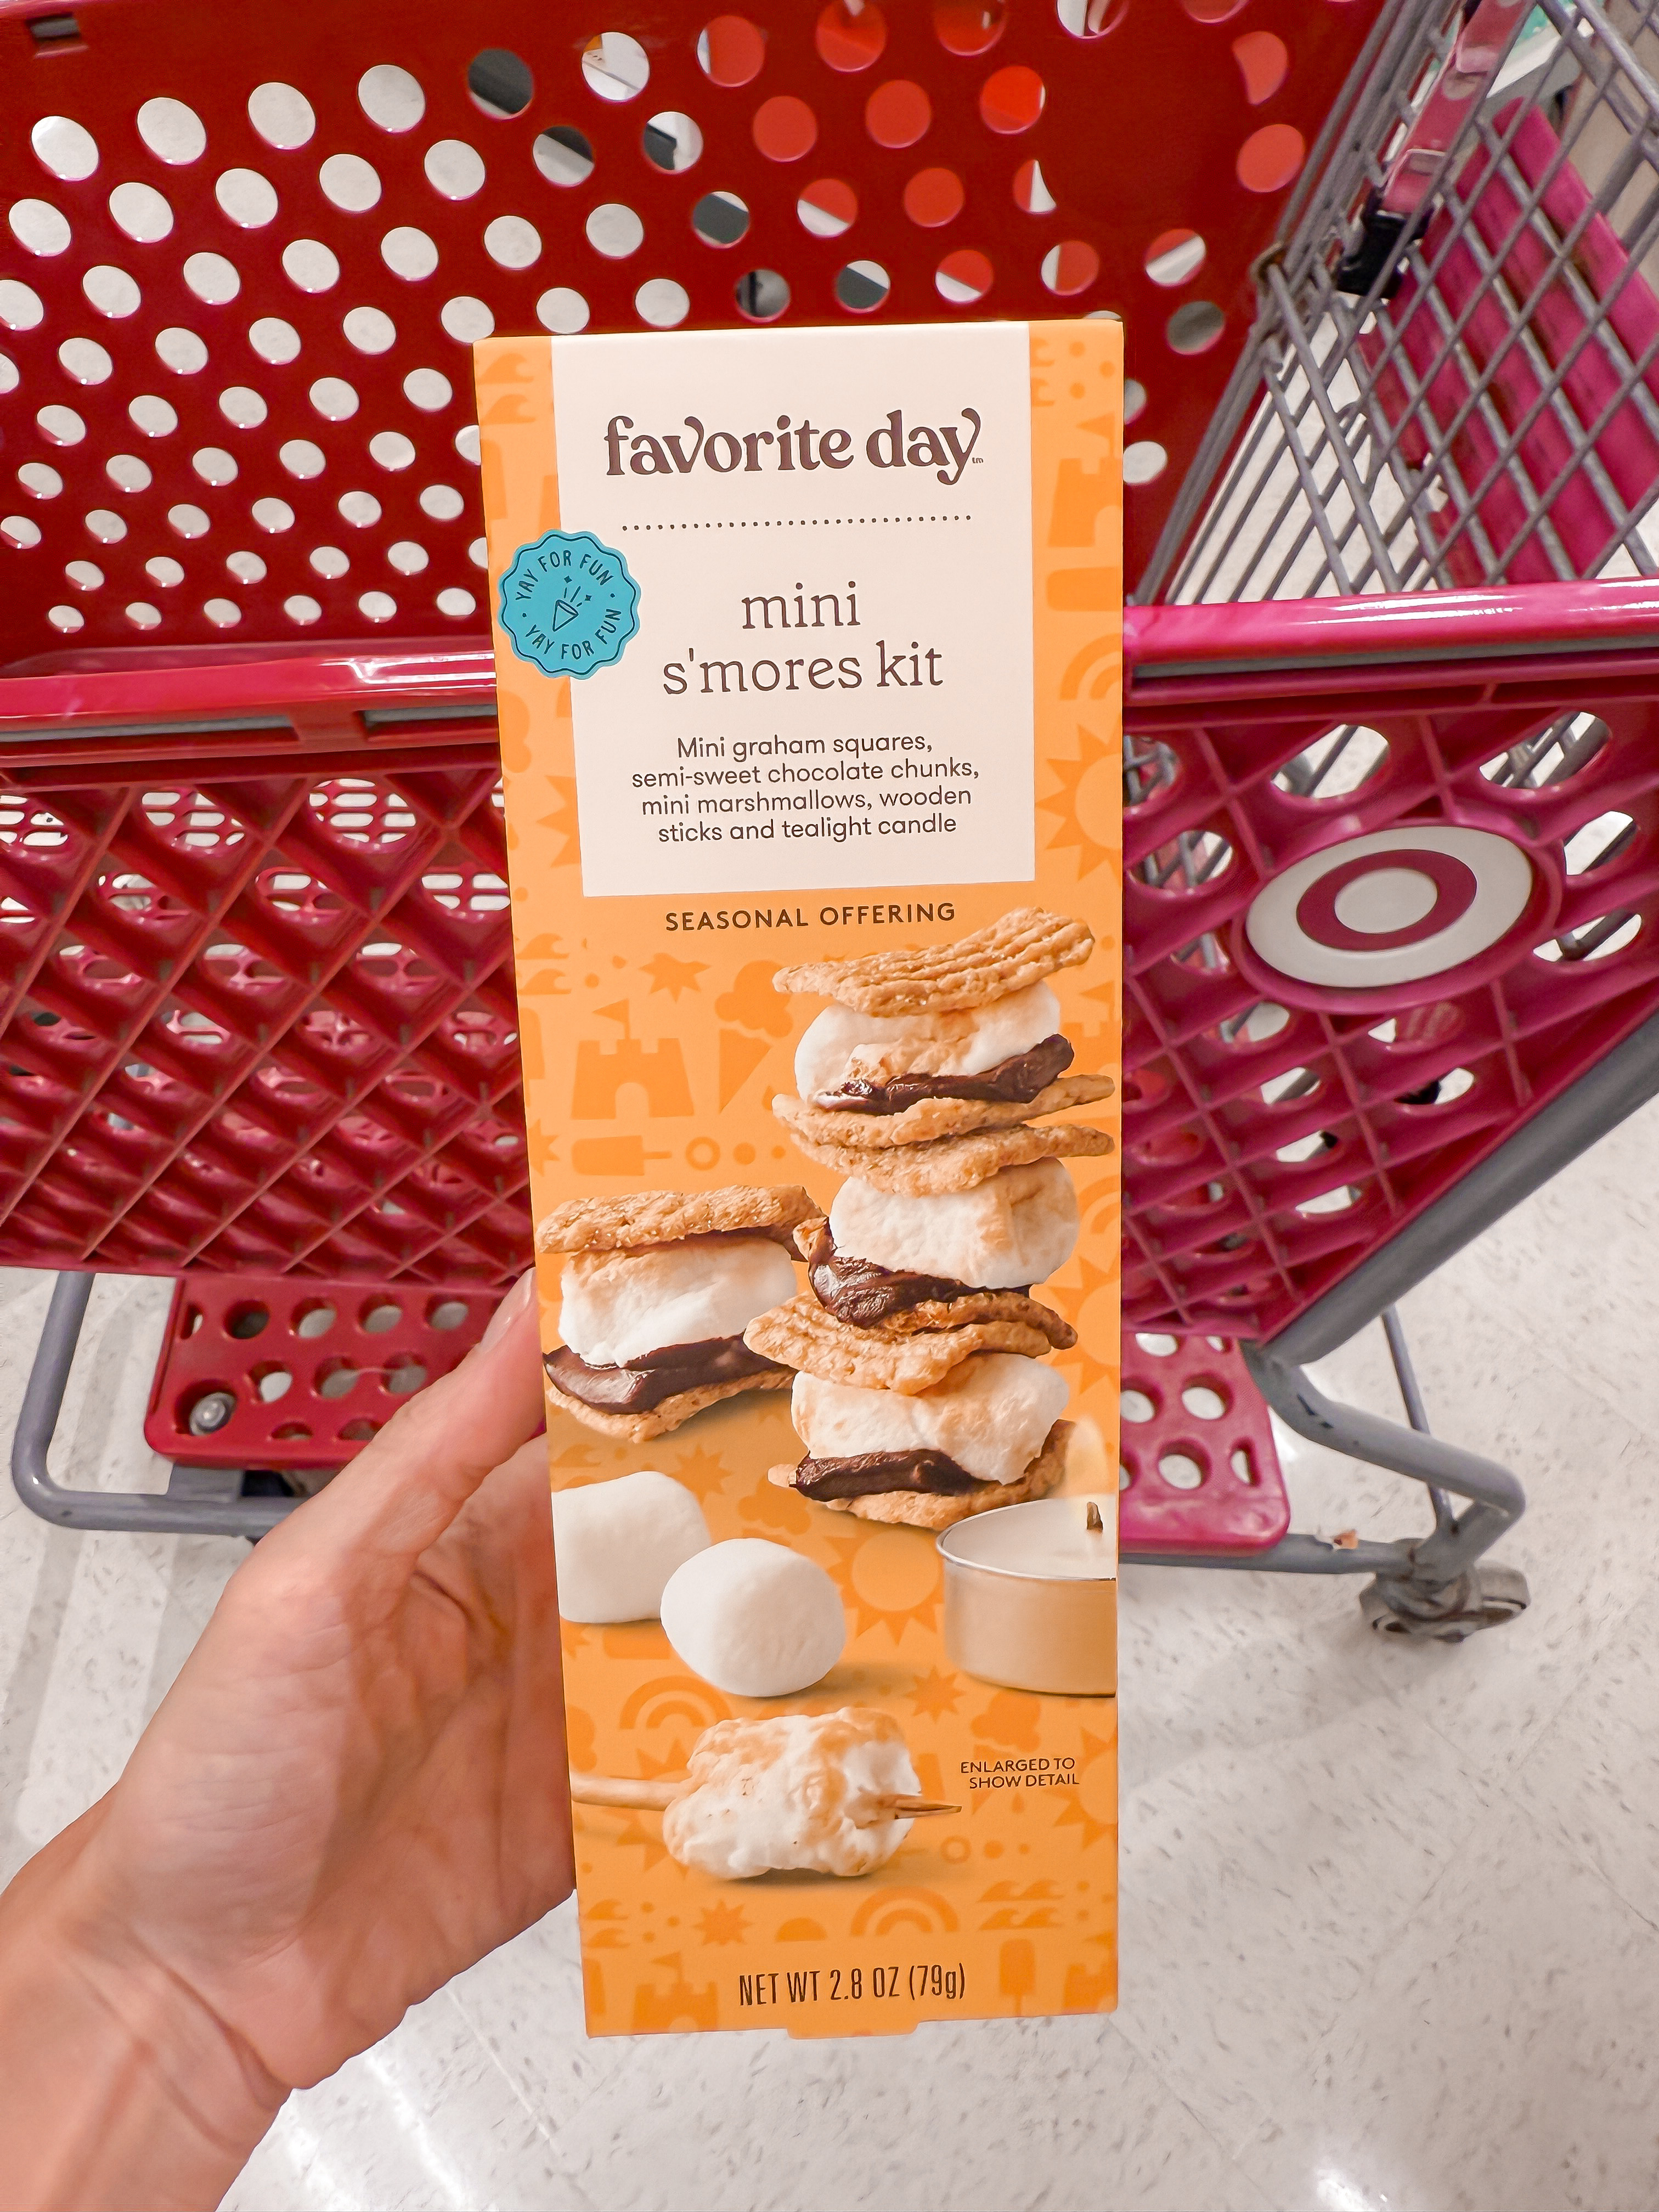 favorite day™
YAY FOR FUN
YAY FOR FUN
mini
s'mores kit
Mini graham squares,
semi-sweet chocolate chunks,
mini marshmallows, wooden
sticks and tealight candle
SEASONAL OFFERING
ENLARGED TO
SHOW DETAIL
NET WT 2.8 OZ (79g)